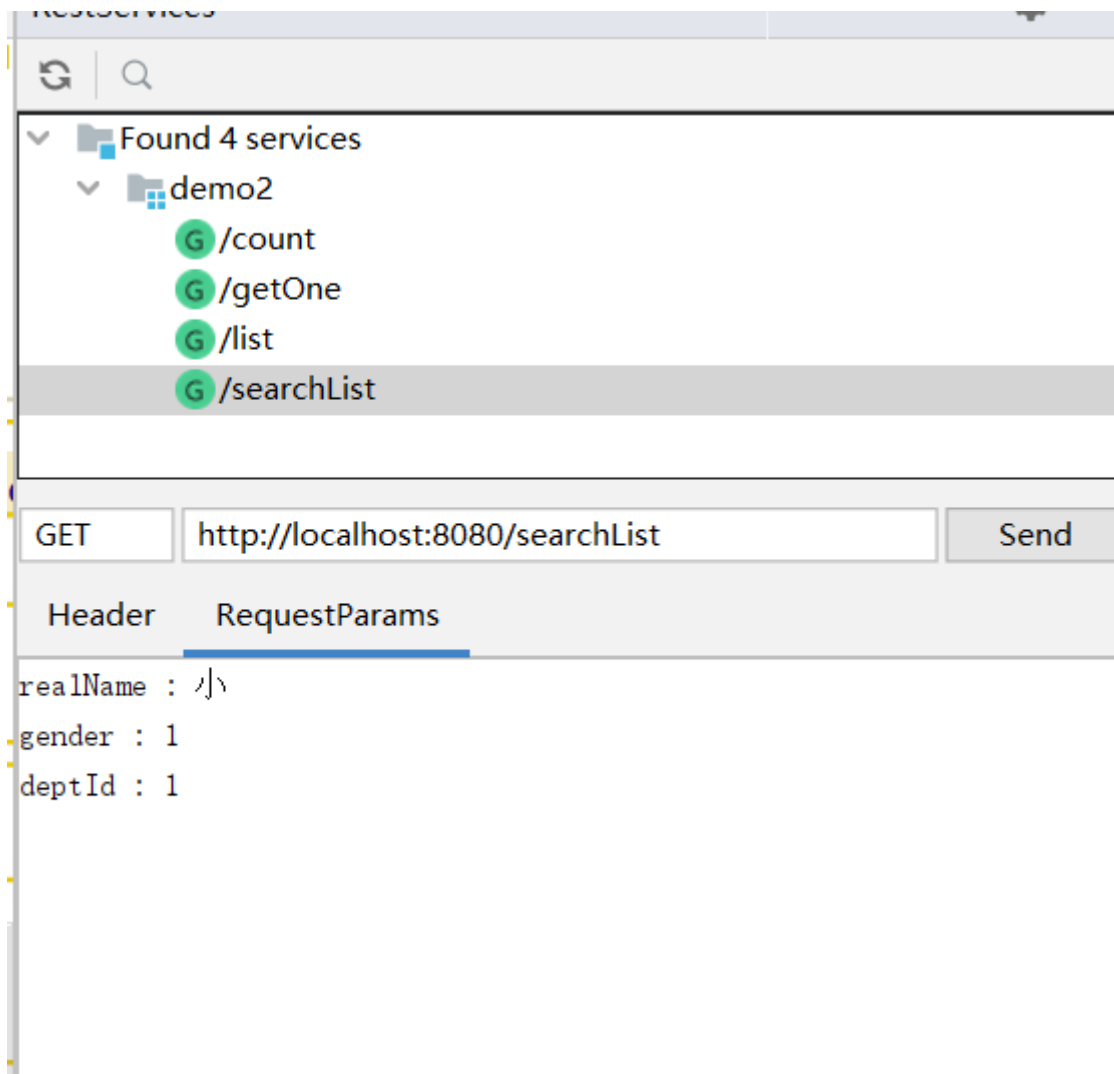 RestServices
Found 4 services
demo2
G /count
G /getOne
G /list
G /searchList
GET http://localhost:8080/searchList Send
Header RequestParams
realName : 小
gender : 1
deptId : 1